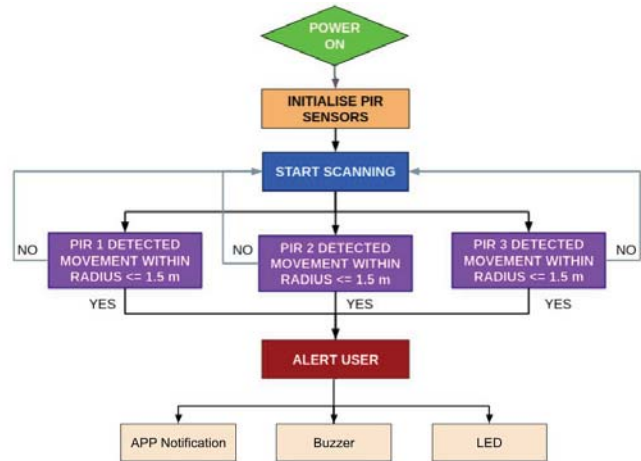 POWER
ON
INITIALISE PIR
SENSORS
START SCANNING
NO
PIR 1 DETECTED
MOVEMENT WITHIN
RADIUS <= 1.5 m
NO
PIR 2 DETECTED
MOVEMENT WITHIN
RADIUS <= 1.5 m
PIR 3 DETECTED
MOVEMENT WITHIN
RADIUS <= 1.5 m
NO
YES
YES
YES
ALERT USER
APP Notification
Buzzer
LED